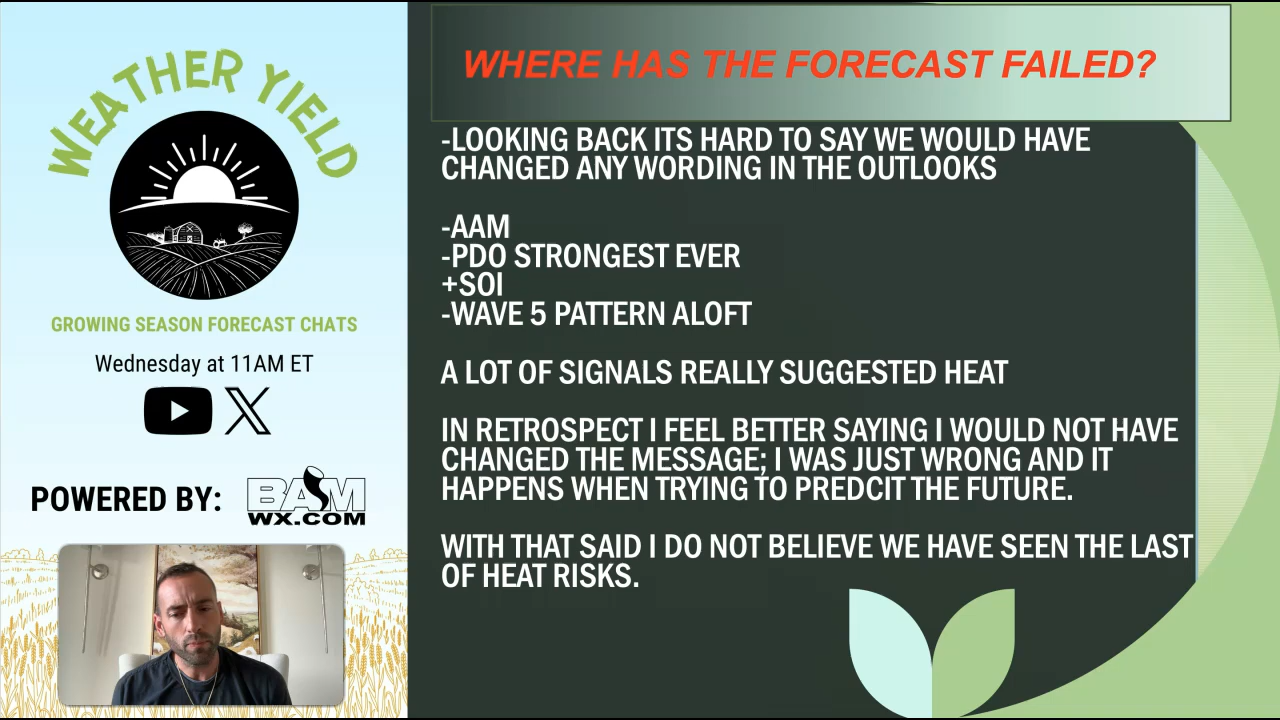 WEATHER YIELD
GROWING SEASON FORECAST CHATS
Wednesday at 11AM ET
POWERED BY:
BAM
WX.COM
WHERE HAS THE FORECAST FAILED?
-LOOKING BACK ITS HARD TO SAY WE WOULD HAVE
CHANGED ANY WORDING IN THE OUTLOOKS
-AAM
-PDO STRONGEST EVER
+SOI
-WAVE 5 PATTERN ALOFT
A LOT OF SIGNALS REALLY SUGGESTED HEAT
IN RETROSPECT I FEEL BETTER SAYING I WOULD NOT HAVE
CHANGED THE MESSAGE; I WAS JUST WRONG AND IT
HAPPENS WHEN TRYING TO PREDCIT THE FUTURE.
WITH THAT SAID I DO NOT BELIEVE WE HAVE SEEN THE LAST
OF HEAT RISKS.